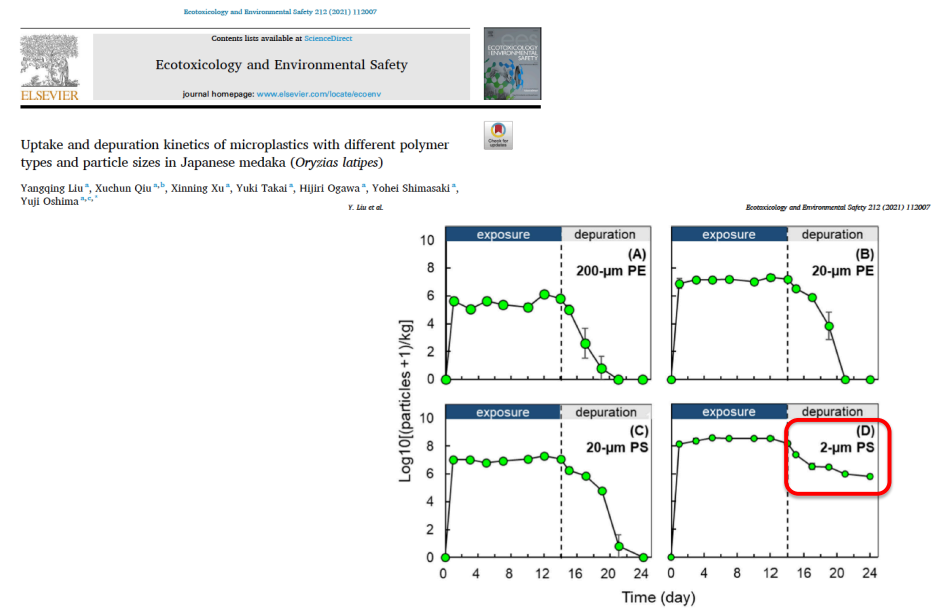 Ecotoxicology and Environmental Safety 212 (2021) 112007
Contents lists available at ScienceDirect
Ecotoxicology and Environmental Safety
journal homepage: www.elsevier.com/locate/ecoenv
ELSEVIER
ECOTOXICOLOGY
ENVIRONMENTAL
SAFETY
Check for
updates
Uptake and depuration kinetics of microplastics with different polymer
types and particle sizes in Japanese medaka (Oryzias latipes)
Yangqing Liu a, Xuchun Qiu a,b, Xinning Xu a, Yuki Takai a, Hijiri Ogawa a, Yohei Shimasaki a,
Yuji Oshima a,c,*
Y. Liu et al.
Ecotoxicology and Environmental Safety 212 (2021) 112007
Log10[(particles +1)/kg]
exposure depuration
(A)
200-μm PE
10
8
6
4
2
0
exposure depuration
(B)
20-μm PE
exposure depuration
(C)
20-μm PS
10
8
6
4
2
0
0 4 8 12 16 20 24
exposure depuration
(D)
2-μm PS
0 4 8 12 16 20 24
Time (day)